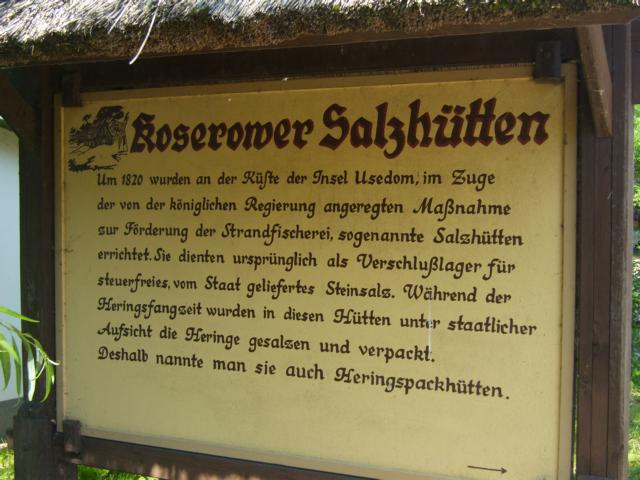 Koserower Salzhütten
Um 1820 wurden an der Küste der Insel Usedom, im Zuge
der von der königlichen Regierung angeregten Maßnahme
zur Förderung der Strandfischerei, sogenannte Salzhütten
errichtet. Sie dienten ursprünglich als Verschlußlager für
steuerfreies, vom Staat geliefertes Steinsalz. Während der
Heringsfangzeit wurden in diesen Hütten unter staatlicher
Aufsicht die Heringe gesalzen und verpackt.
Deshalb nannte man sie auch Heringspackhütten.